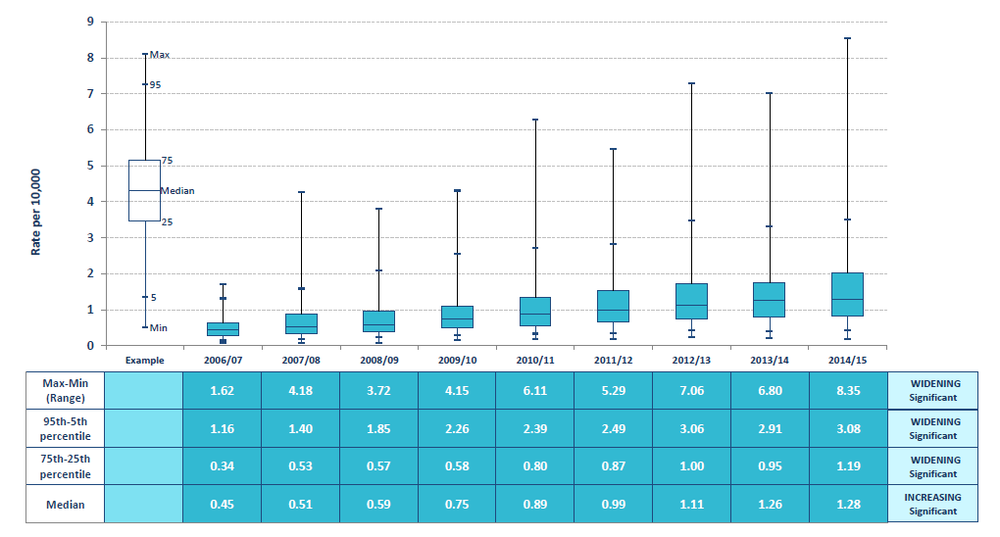 9
8
7
6
5
4
3
2
1
0
Rate per 10,000
Max
95
75
Median
25
5
Min
Example 2006/07 2007/08 2008/09 2009/10 2010/11 2011/12 2012/13 2013/14 2014/15
Max-Min
(Range)
1.62 4.18 3.72 4.15 6.11 5.29 7.06 6.80 8.35
WIDENING
Significant
95th-5th
percentile
1.16 1.40 1.85 2.26 2.39 2.49 3.06 2.91 3.08
WIDENING
Significant
75th-25th
percentile
0.34 0.53 0.57 0.58 0.80 0.87 1.00 0.95 1.19
WIDENING
Significant
Median
0.45 0.51 0.59 0.75 0.89 0.99 1.11 1.26 1.28
INCREASING
Significant